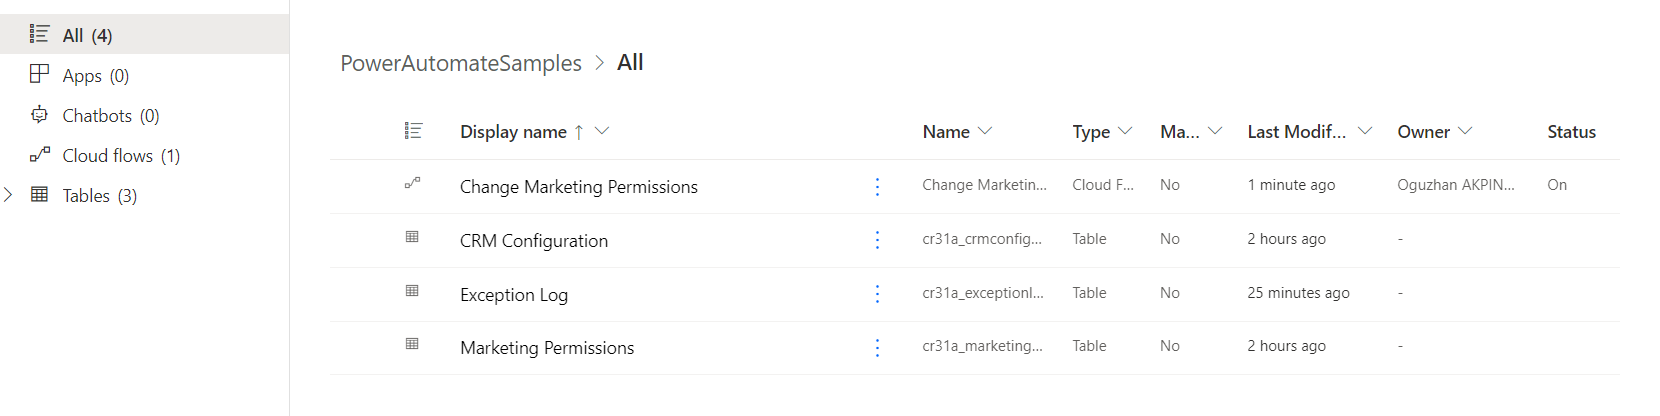 All (4)
Apps (0)
Chatbots (0)
Cloud flows (1)
Tables (3)
PowerAutomateSamples > All
Display name ↑ Name Type Ma... Last Modif... Owner Status
Change Marketing Permissions Change Marketin... Cloud F... No 1 minute ago Oguzhan AKPIN... On
CRM Configuration cr31a_crmconfig... Table No 2 hours ago -
Exception Log cr31a_exceptionl... Table No 25 minutes ago -
Marketing Permissions cr31a_marketing... Table No 2 hours ago -